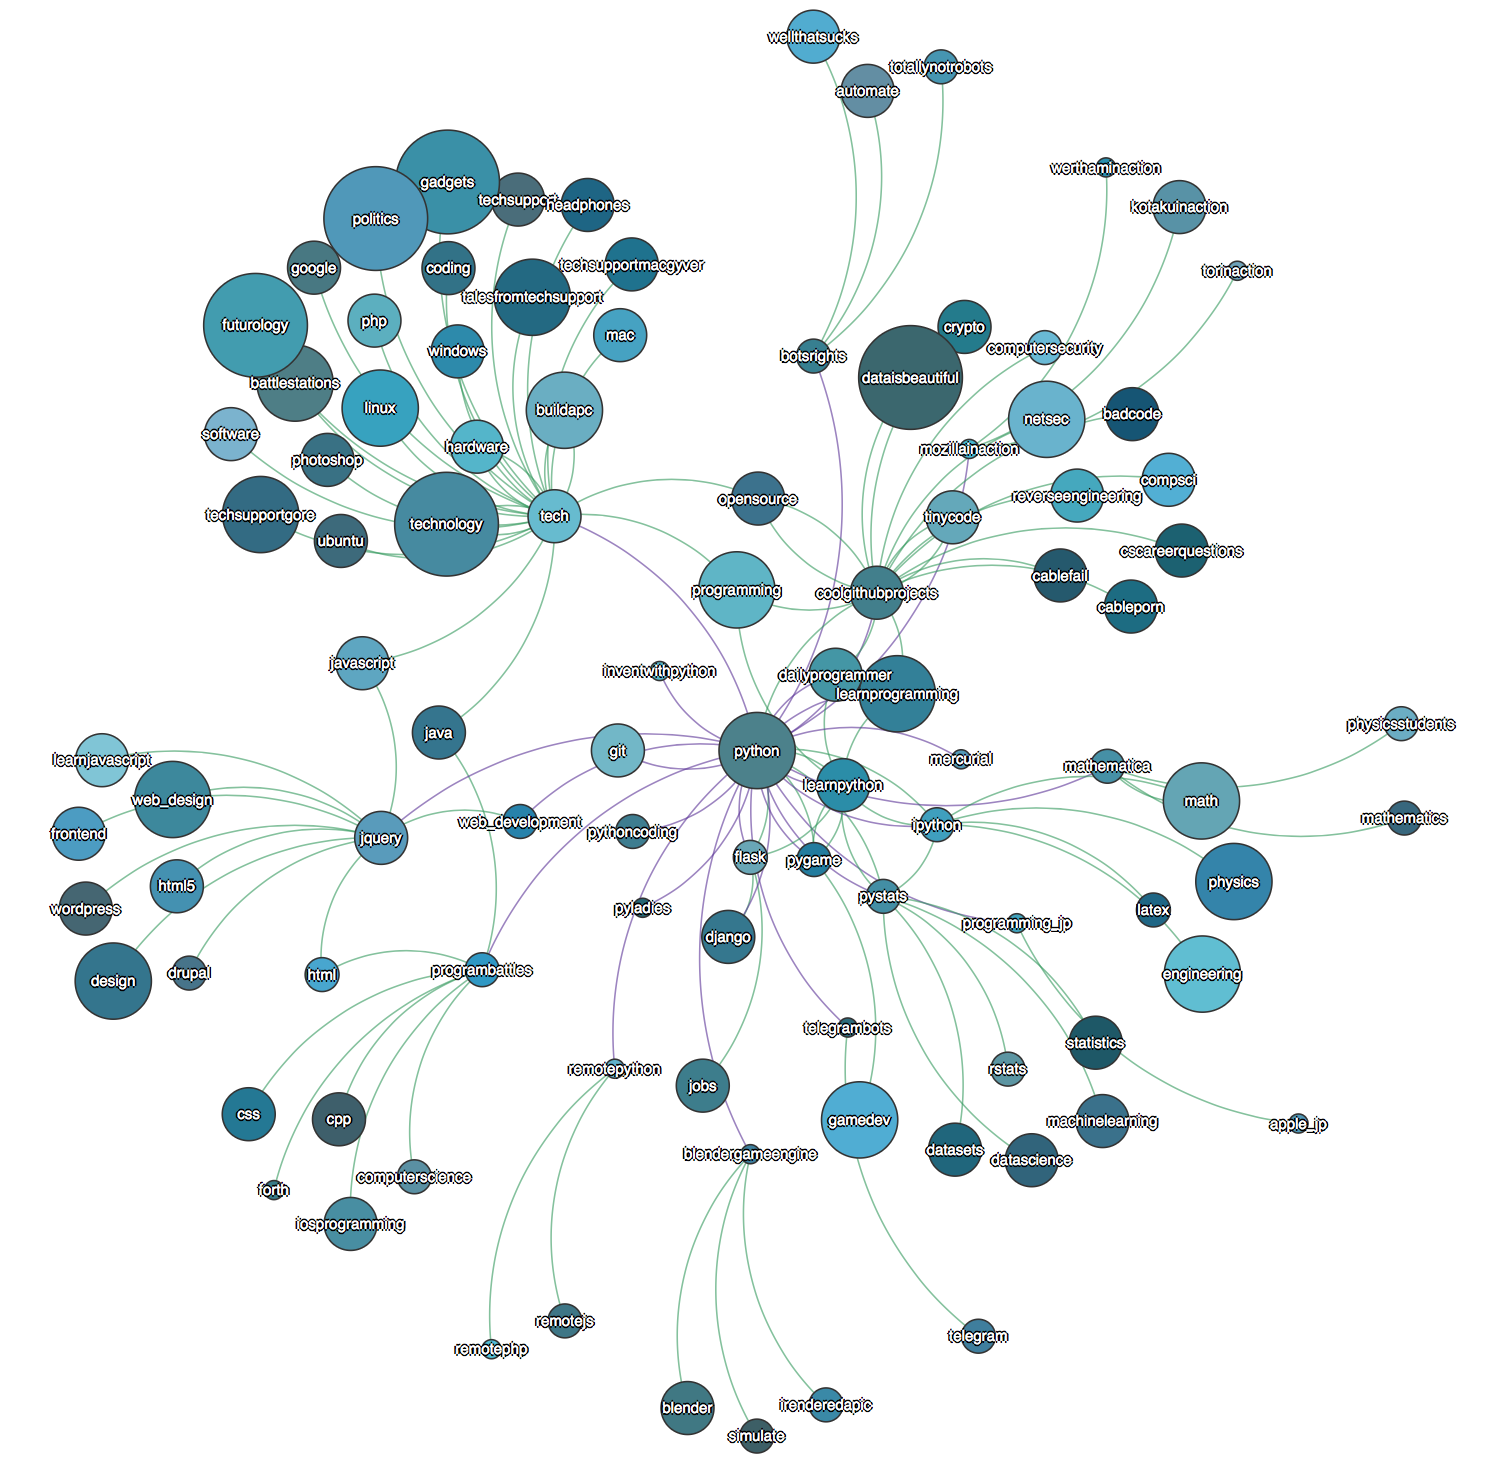 wellthatsucks
totallynotrobots
automate
werthaminaction
kotakuinaction
torinaction
gadgets
techsupport
headphones
politics
google
coding
techsupportmacgyver
talesfromtechsupport
futurology
php
windows
mac
battlestations
linux
buildapc
software
photoshop
hardware
techsupportgore
technology
tech
ubuntu
botsrights
crypto
computersecurity
dataisbeautiful
netsec
badcode
mozillainaction
opensource
reverseengineering
compsci
tinycode
cscareerquestions
cablefail
cableporn
programming
coolgithubprojects
javascript
inventwithpython
dailyprogrammer
learnprogramming
java
git
python
mercurial
learnpython
mathematica
physicsstudents
math
mathematics
learnjavascript
web_design
frontend
jquery
web_development
pythoncoding
ipython
flask
pygame
html5
wordpress
pyladies
pystats
physics
latex
programming_jp
django
design
drupal
html
programbattles
engineering
telegrambots
statistics
remotepython
jobs
rstats
css
cpp
gamedev
machinelearning
apple_jp
blendergameengine
datasets
datascience
computerscience
forth
iosprogramming
remotejs
remotephp
telegram
blender
irenderedapic
simulate